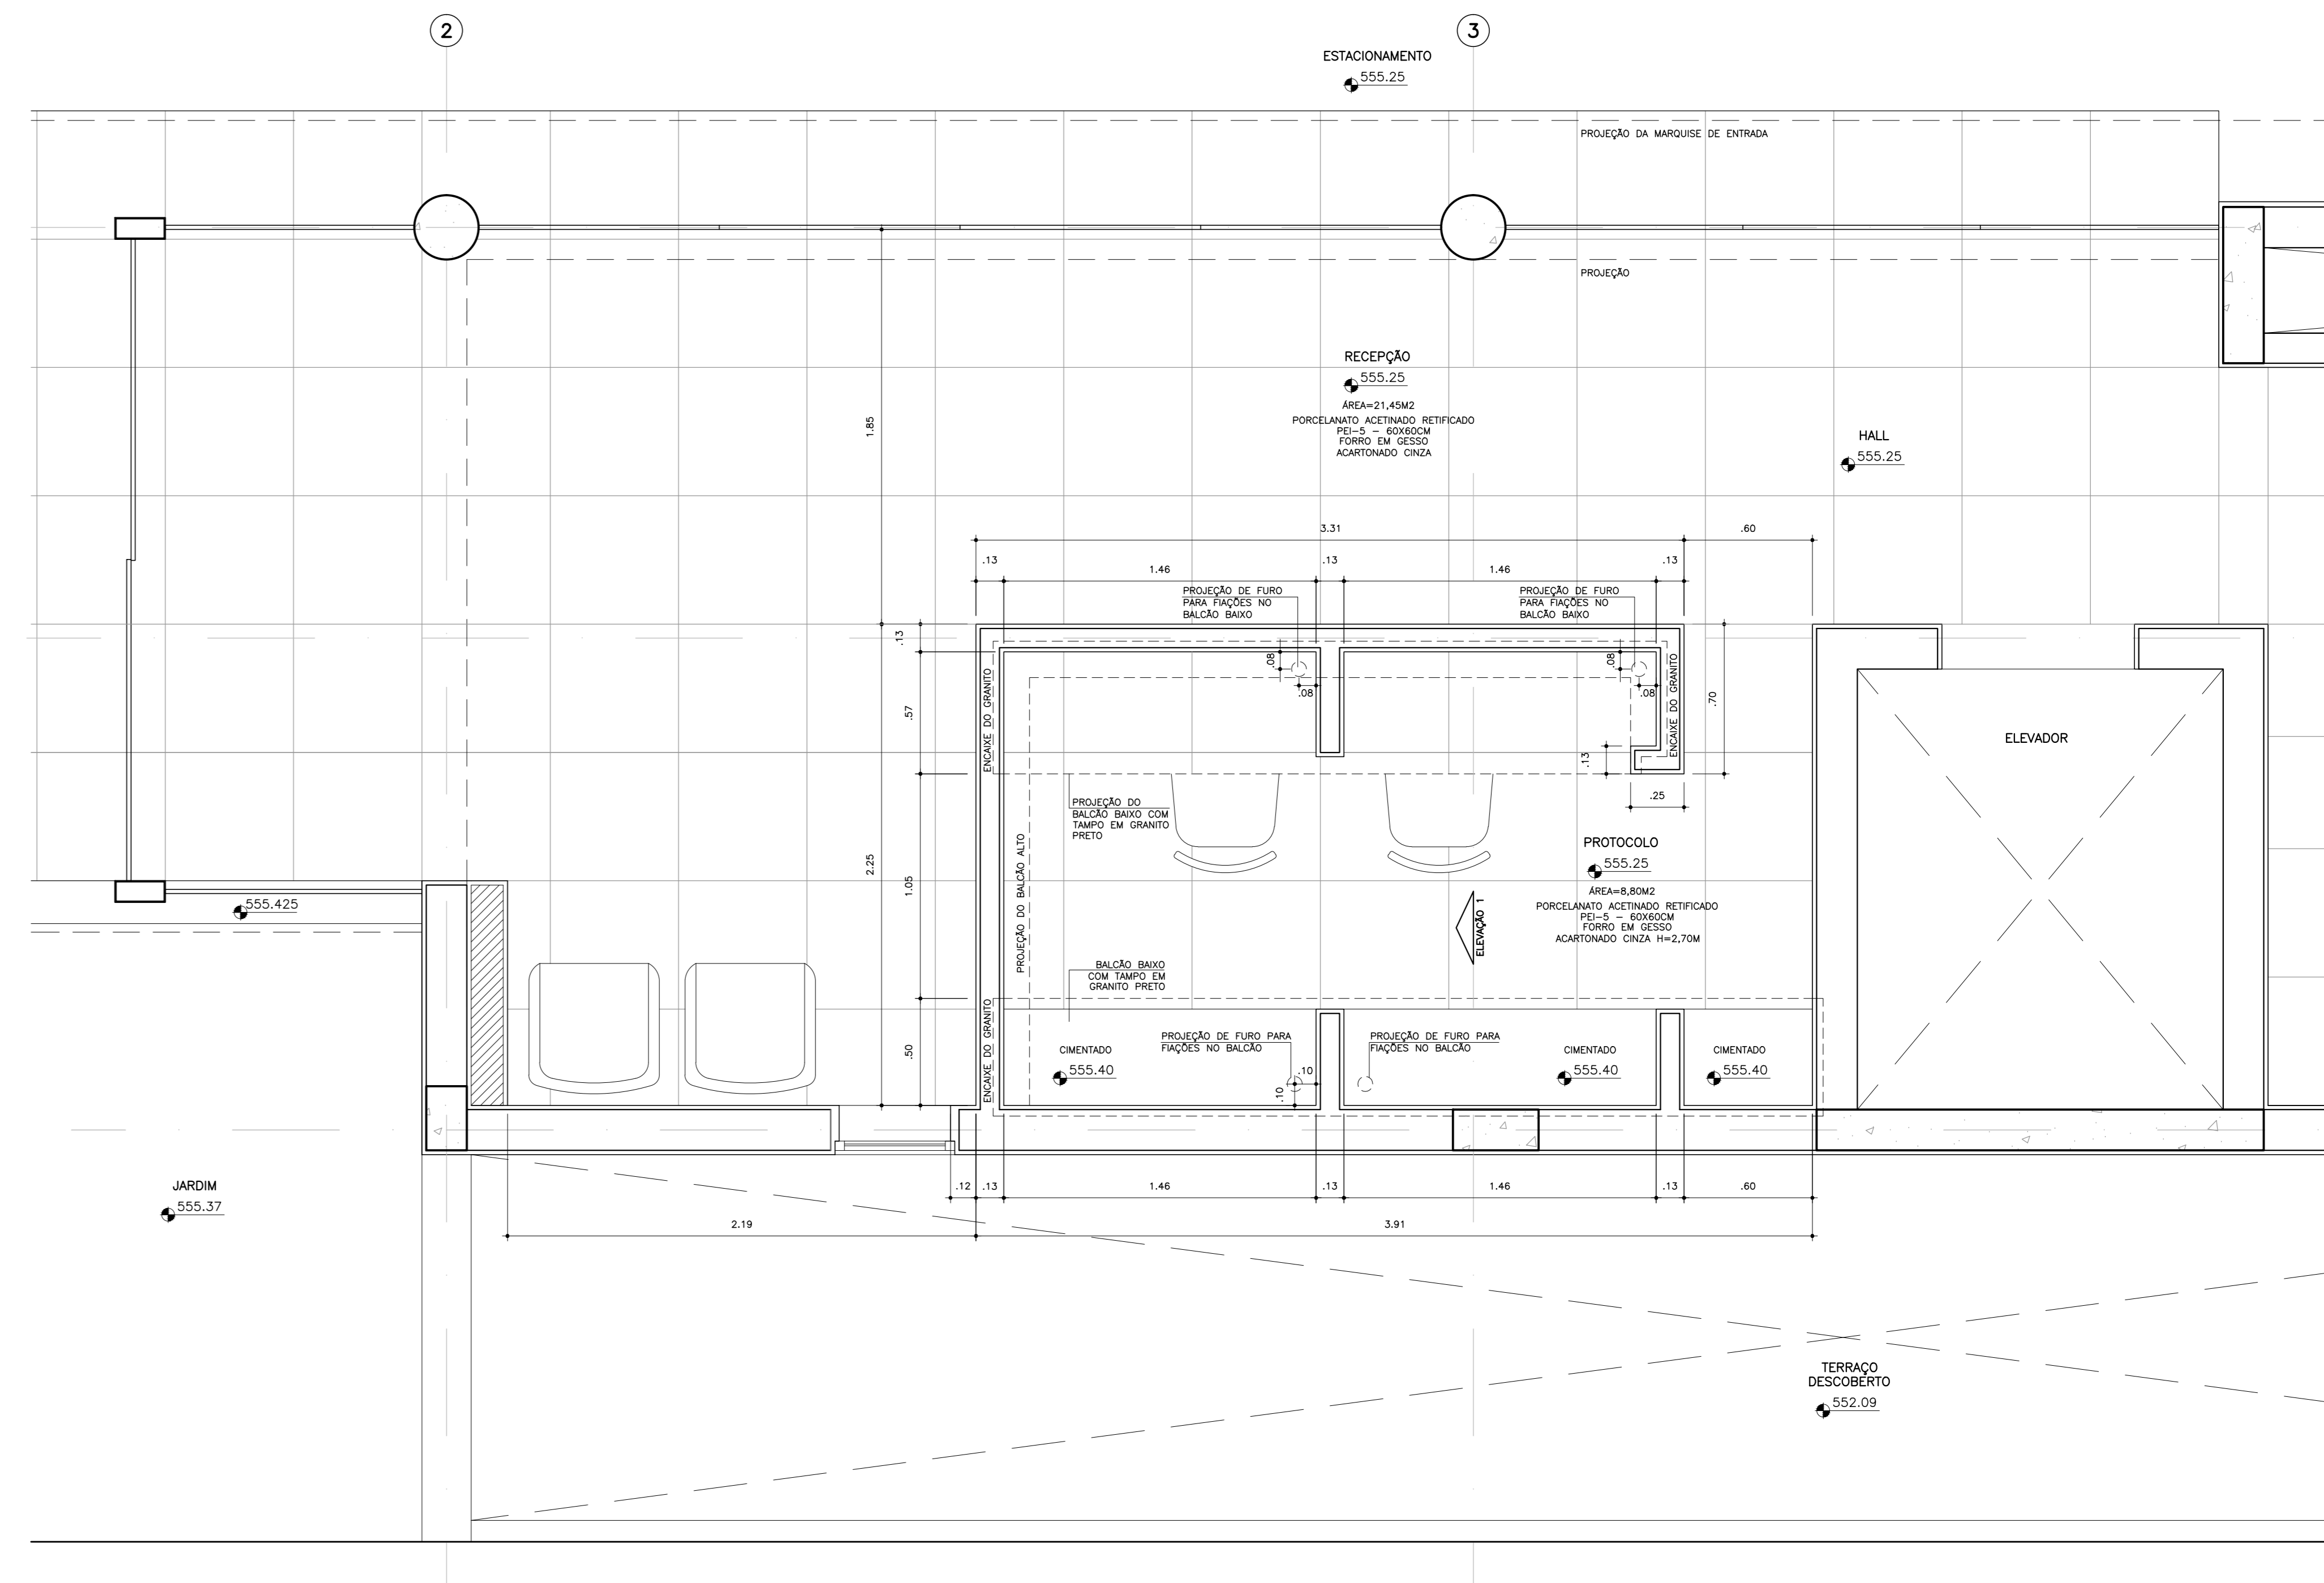 2
3
ESTACIONAMENTO
555.25
PROJEÇÃO DA MARQUISE DE ENTRADA
PROJEÇÃO
RECEPÇÃO
555.25
ÁREA=21,45M2
PORCELANATO ACETINADO RETIFICADO
PEI-5 - 60X60CM
FORRO EM GESSO
ACARTONADO CINZA
HALL
555.25
1.85
3.31
.60
.13
1.46
.13
1.46
.13
PROJEÇÃO DE FURO
PARA FIAÇÕES NO
BALCÃO BAIXO
PROJEÇÃO DE FURO
PARA FIAÇÕES NO
BALCÃO BAIXO
.13
.08
.08
.08
.08
ENCAIXE DO GRANITO
ENCAIXE DO GRANITO
.57
.70
.13
.25
ELEVADOR
PROJEÇÃO DO
BALCÃO BAIXO COM
TAMPO EM GRANITO
PRETO
PROJEÇÃO DO BALCÃO ALTO
2.25
1.05
PROTOCOLO
555.25
ÁREA=8,80M2
PORCELANATO ACETINADO RETIFICADO
PEI-5 - 60X60CM
FORRO EM GESSO
ACARTONADO CINZA H=2,70M
ELEVAÇÃO 1
555.425
BALCÃO BAIXO
COM TAMPO EM
GRANITO PRETO
ENCAIXE DO GRANITO
.50
PROJEÇÃO DE FURO PARA
FIAÇÕES NO BALCÃO
PROJEÇÃO DE FURO PARA
FIAÇÕES NO BALCÃO
CIMENTADO
555.40
CIMENTADO
555.40
CIMENTADO
555.40
.10
.10
JARDIM
555.37
.12
.13
1.46
.13
1.46
.13
.60
2.19
3.91
TERRAÇO
DESCOBERTO
552.09